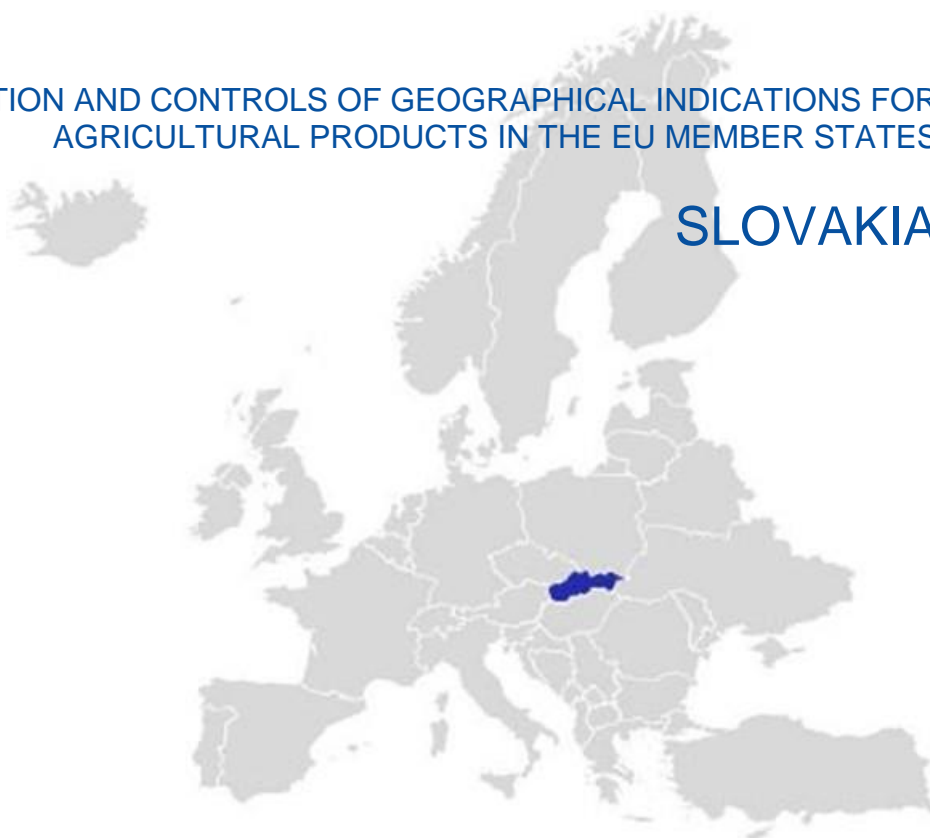 TION AND CONTROLS OF GEOGRAPHICAL INDICATIONS FOR
AGRICULTURAL PRODUCTS IN THE EU MEMBER STATES
SLOVAKIA